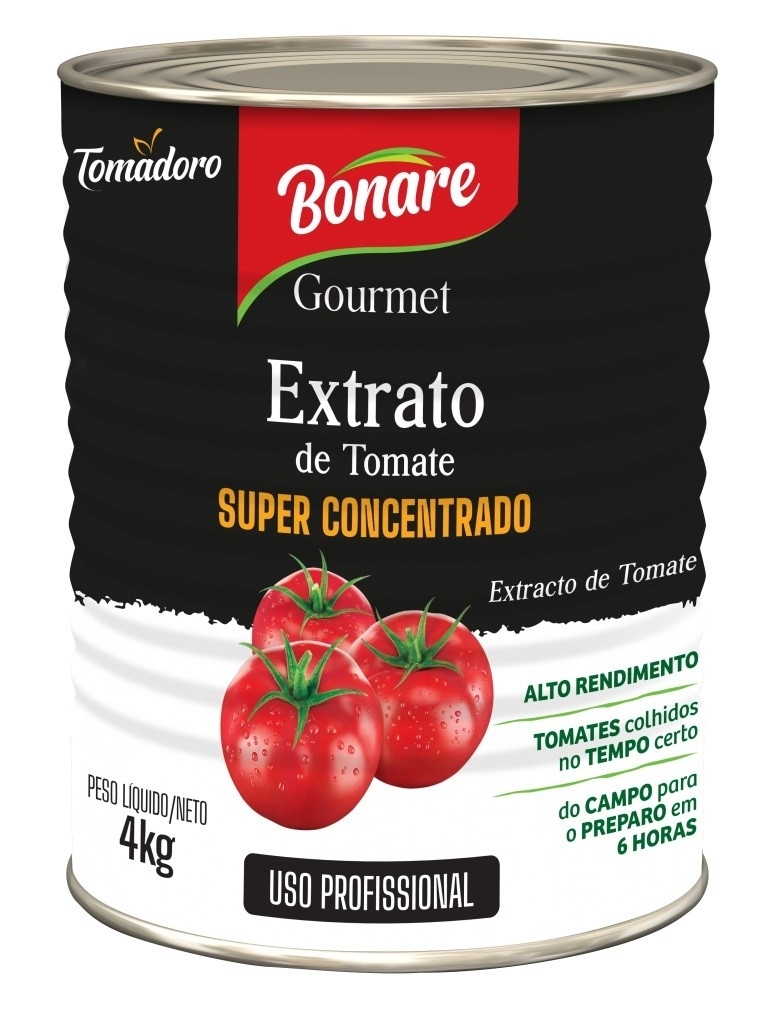 Tomadoro
Bonare
Gourmet
Extrato
de Tomate
SUPER CONCENTRADO
Extracto de Tomate
ALTO RENDIMENTO
TOMATES colhidos
no TEMPO certo
do CAMPO para
o PREPARO em
6 HORAS
PESO LÍQUIDO/NETO
4kg
USO PROFISSIONAL